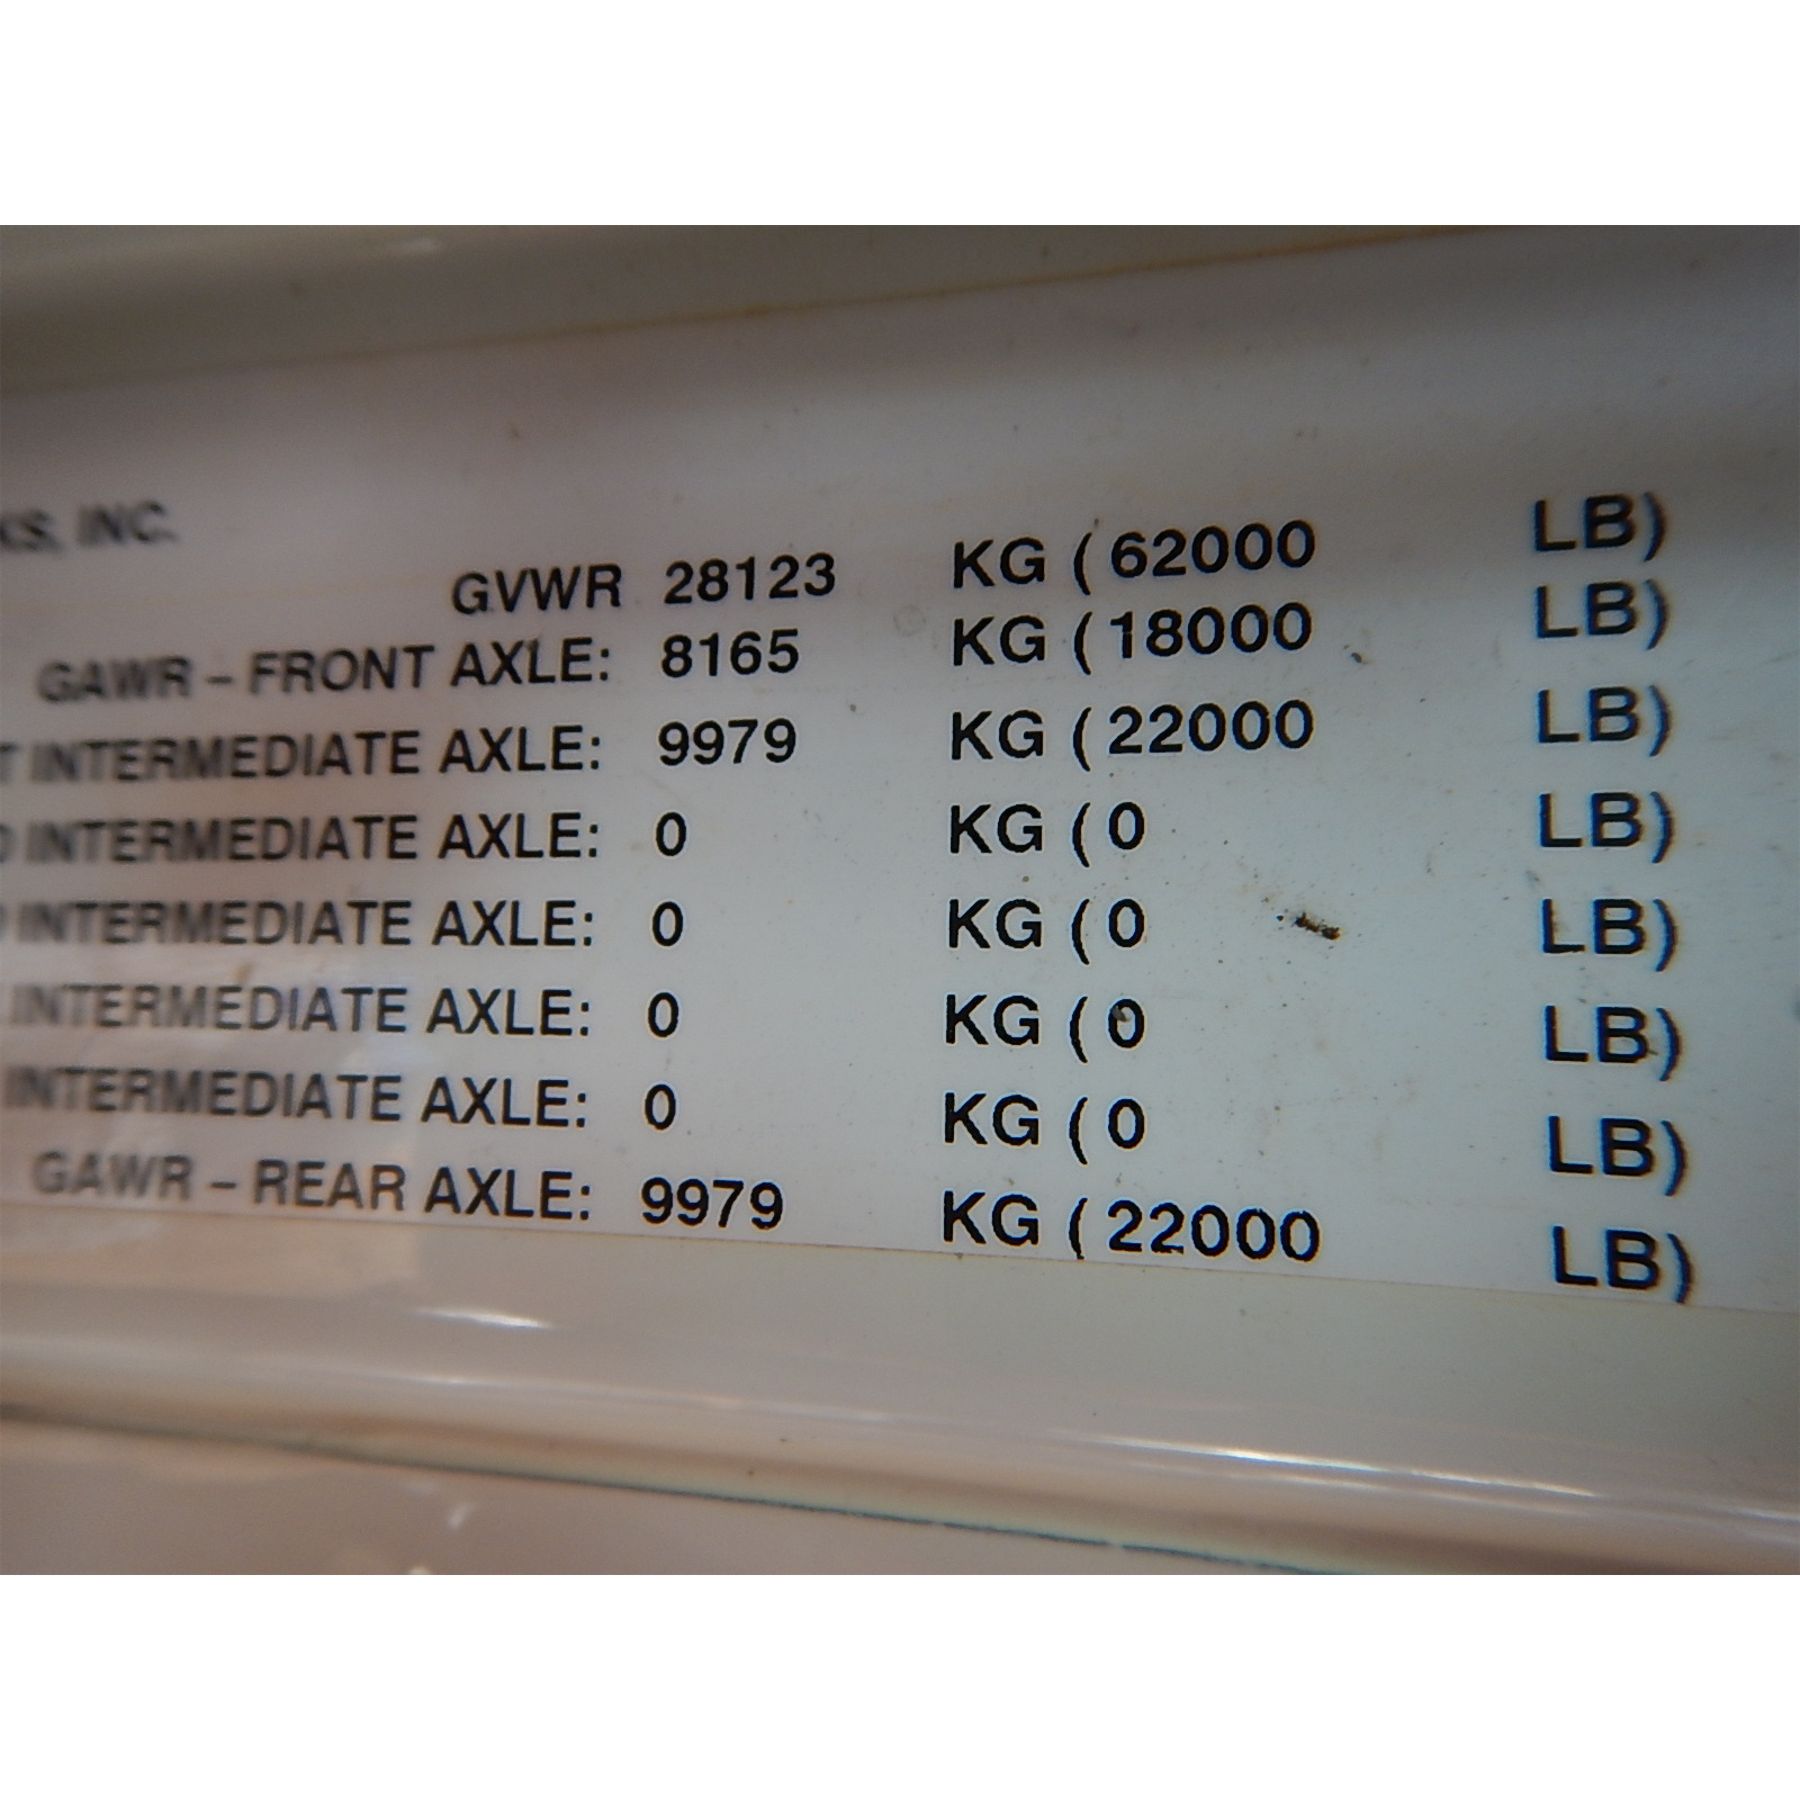 INC.
GVWR 28123 KG (62000 LB)
GAWR – FRONT AXLE: 8165 KG (18000 LB)
INTERMEDIATE AXLE: 9979 KG (22000 LB)
INTERMEDIATE AXLE: 0 KG (0 LB)
INTERMEDIATE AXLE: 0 KG (0 LB)
INTERMEDIATE AXLE: 0 KG (0 LB)
INTERMEDIATE AXLE: 0 KG (0 LB)
GAWR – REAR AXLE: 9979 KG (22000 LB)